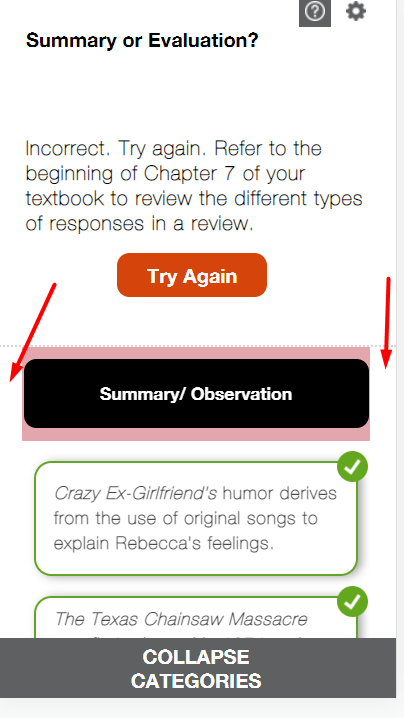 ?
Summary or Evaluation?
Incorrect. Try again. Refer to the
beginning of Chapter 7 of your
textbook to review the different types
of responses in a review.
Try Again
Summary/ Observation
Crazy Ex-Girlfriend's humor derives
from the use of original songs to
explain Rebecca's feelings.
The Texas Chainsaw Massacre
COLLAPSE
CATEGORIES